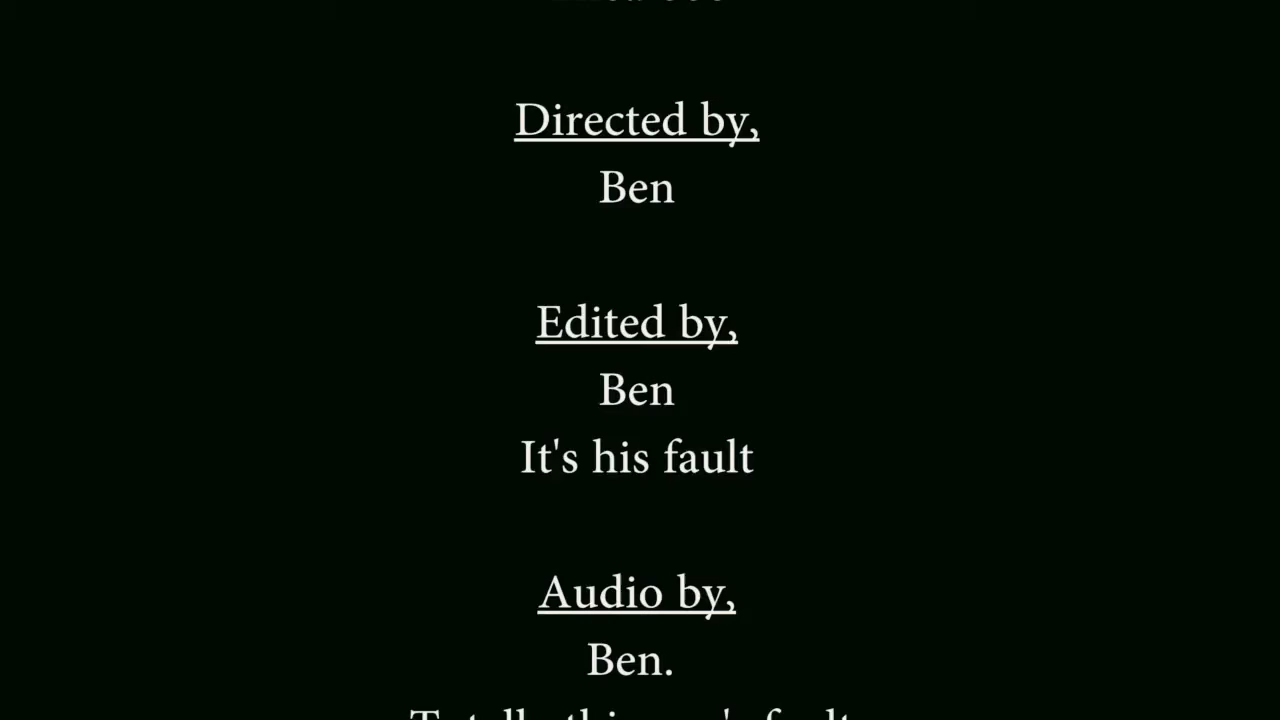 Directed by,
Ben
Edited by,
Ben
It's his fault
Audio by,
Ben.